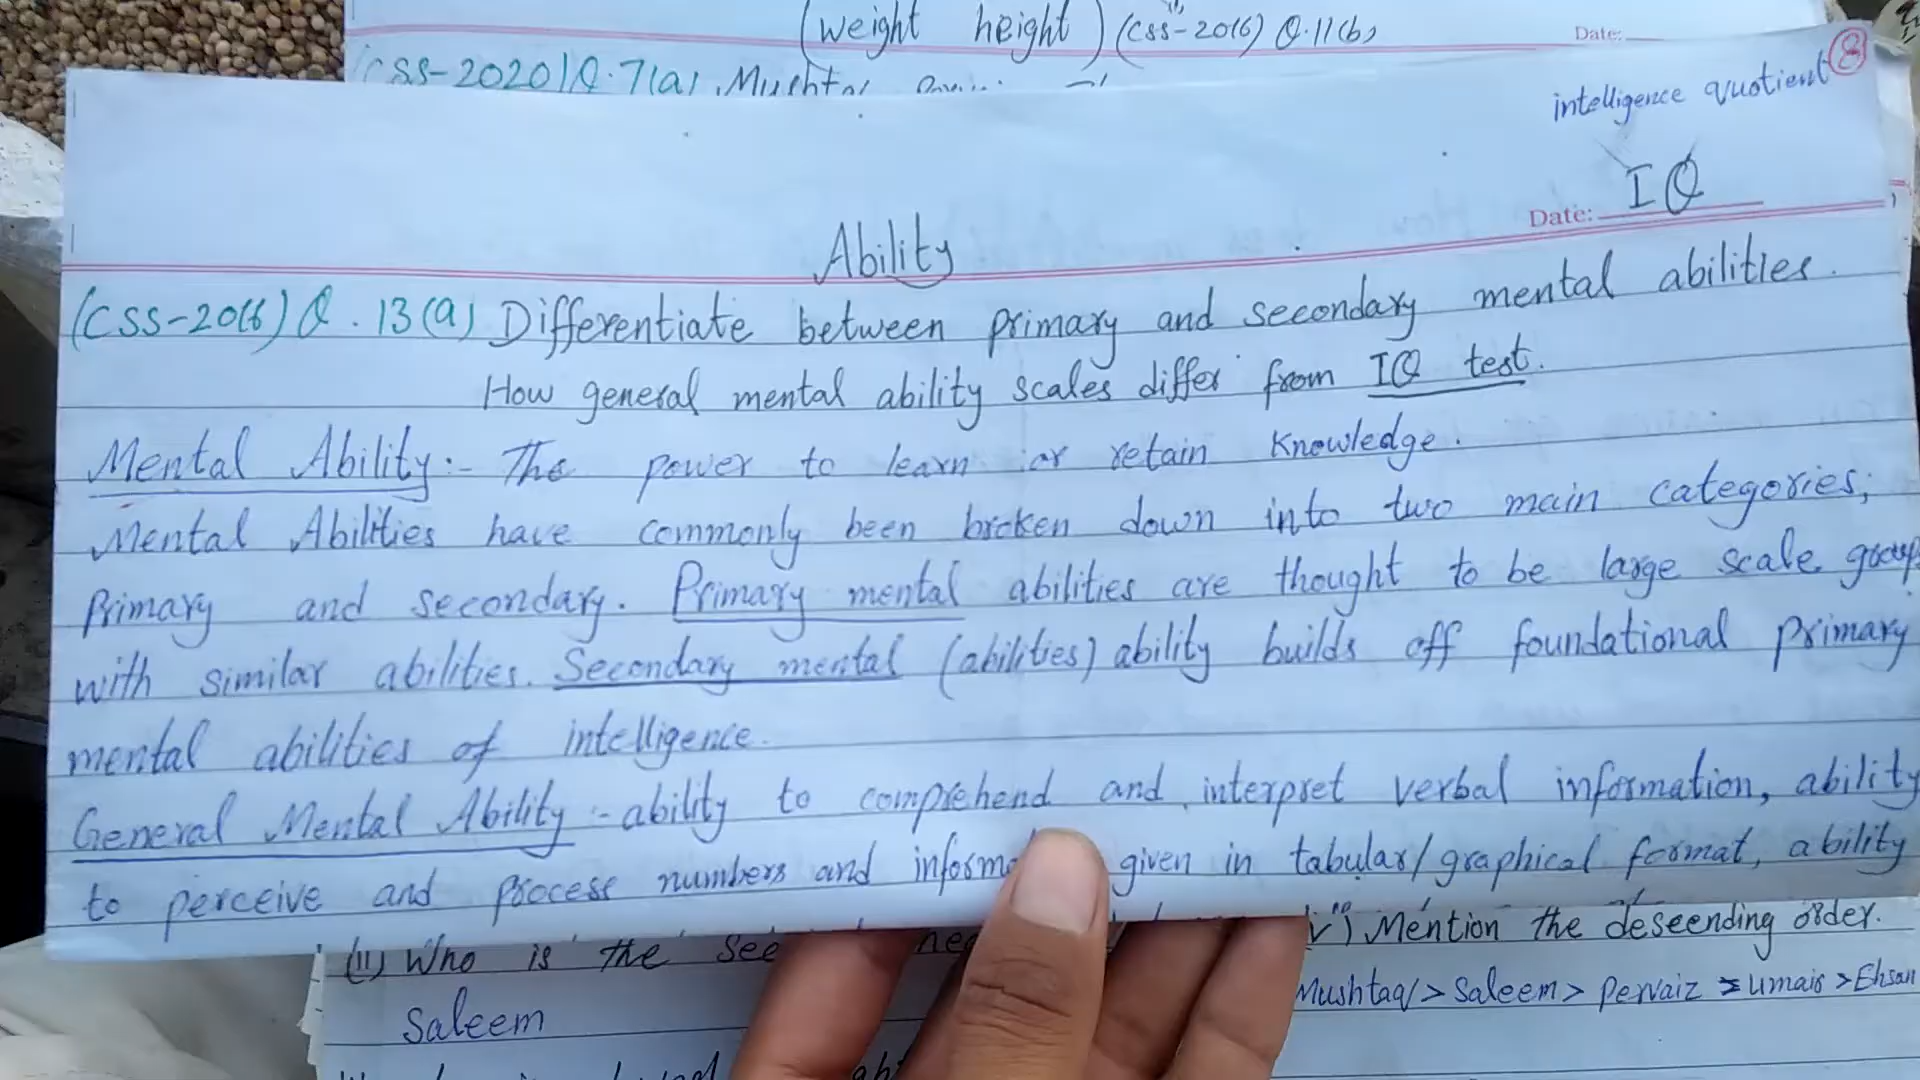 (weight height) (CSS-2016) Q.11(b)
Date:
CSS-2020) Q.7(a)
8
intelligence quotient
IQ
Date:
Ability
(CSS-2016) Q.13(a) Differentiate between primary and secondary mental abilities.
How general mental ability scales differ from IQ test.
Mental Ability:- The power to learn or retain Knowledge.
Mental Abilities have commonly been broken down into two main categories;
Primary and secondary. Primary mental abilities are thought to be large scale group
with similar abilities. Secondary mental (abilities) ability builds off foundational primary
mental abilities of intelligence.
General Mental Ability:- ability to comprehend and interpret verbal information, ability
to perceive and process numbers and given in tabular/graphical format, ability
(ii) Who is the
v) Mention the deseending order.
Mushtaq > Saleem > Pervaiz > Umair > Ehsan
Saleem